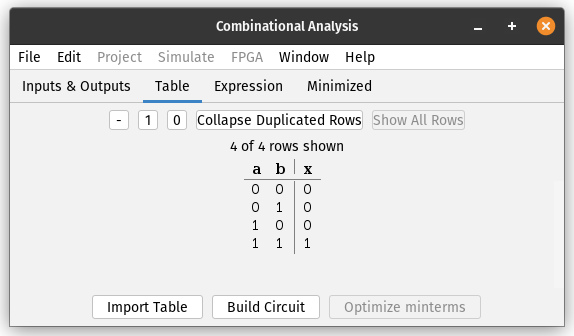 Combinational Analysis
File Edit Project Simulate FPGA Window Help
Inputs & Outputs Table Expression Minimized
- 1 0 Collapse Duplicated Rows Show All Rows
4 of 4 rows shown
a b x
0 0 0
0 1 0
1 0 0
1 1 1
Import Table Build Circuit Optimize minterms